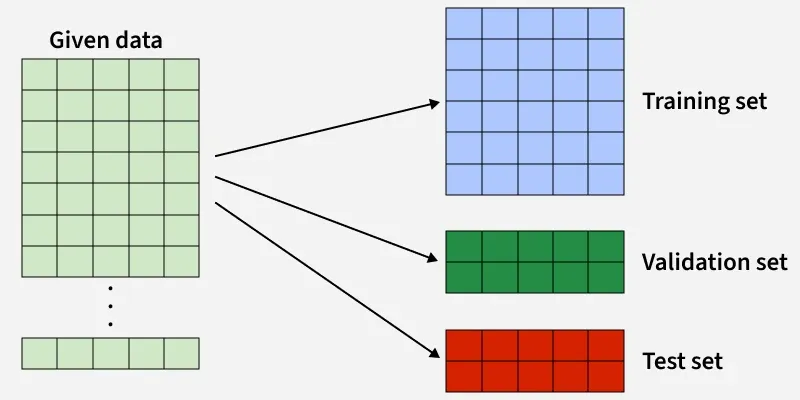 Given data
Training set
Validation set
Test set